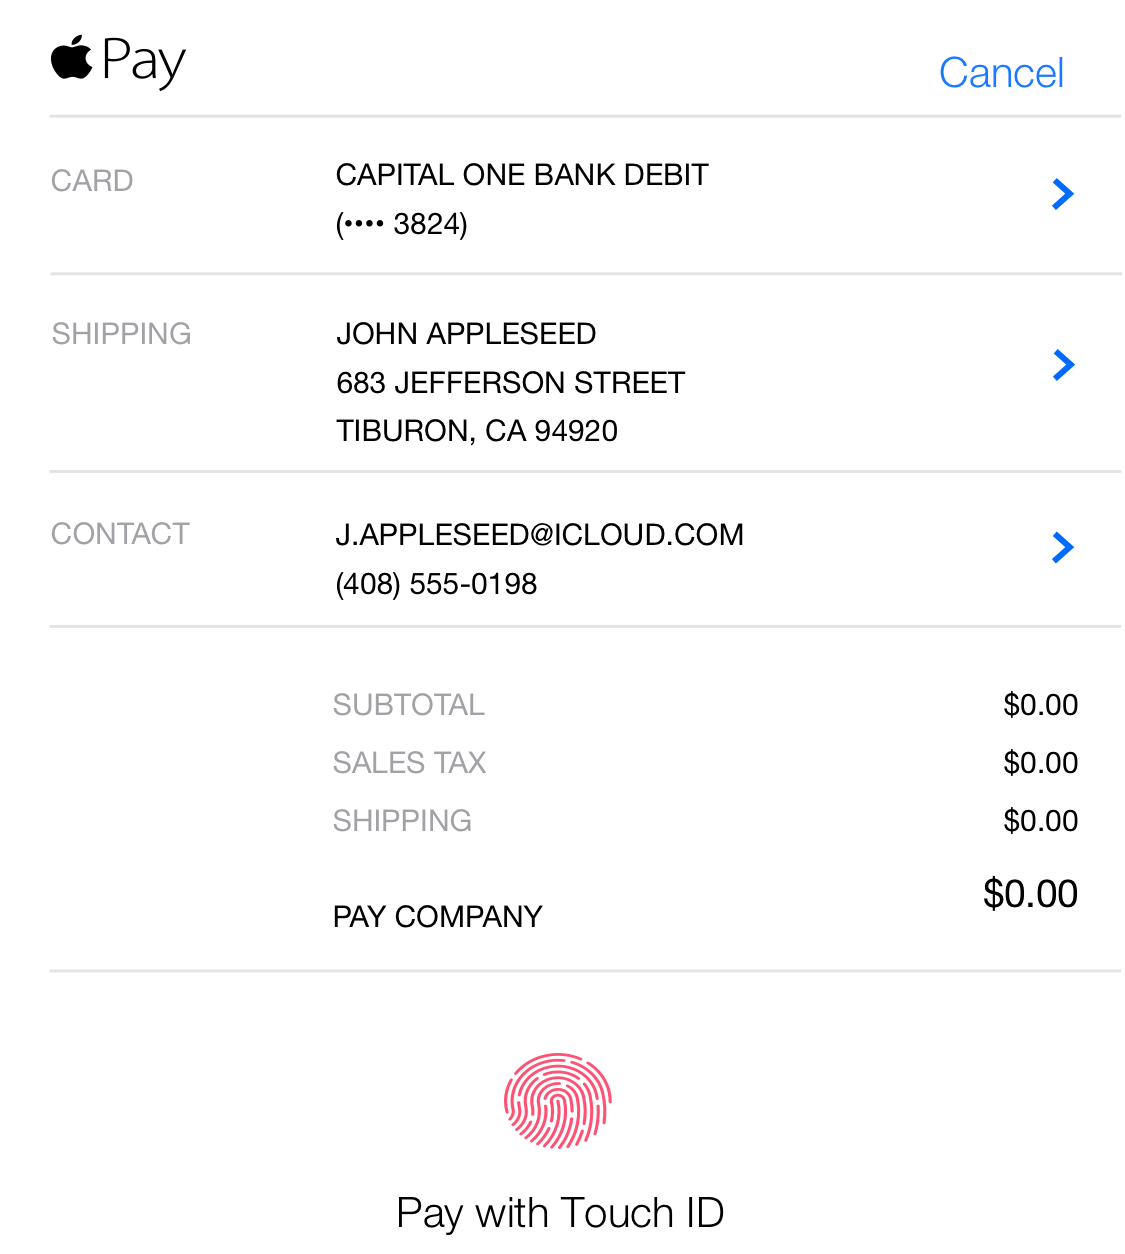 Pay
Cancel
CARD
CAPITAL ONE BANK DEBIT
(•••• 3824)
SHIPPING
JOHN APPLESEED
683 JEFFERSON STREET
TIBURON, CA 94920
CONTACT
J.APPLESEED@ICLOUD.COM
(408) 555-0198
SUBTOTAL $0.00
SALES TAX $0.00
SHIPPING $0.00
PAY COMPANY $0.00
Pay with Touch ID